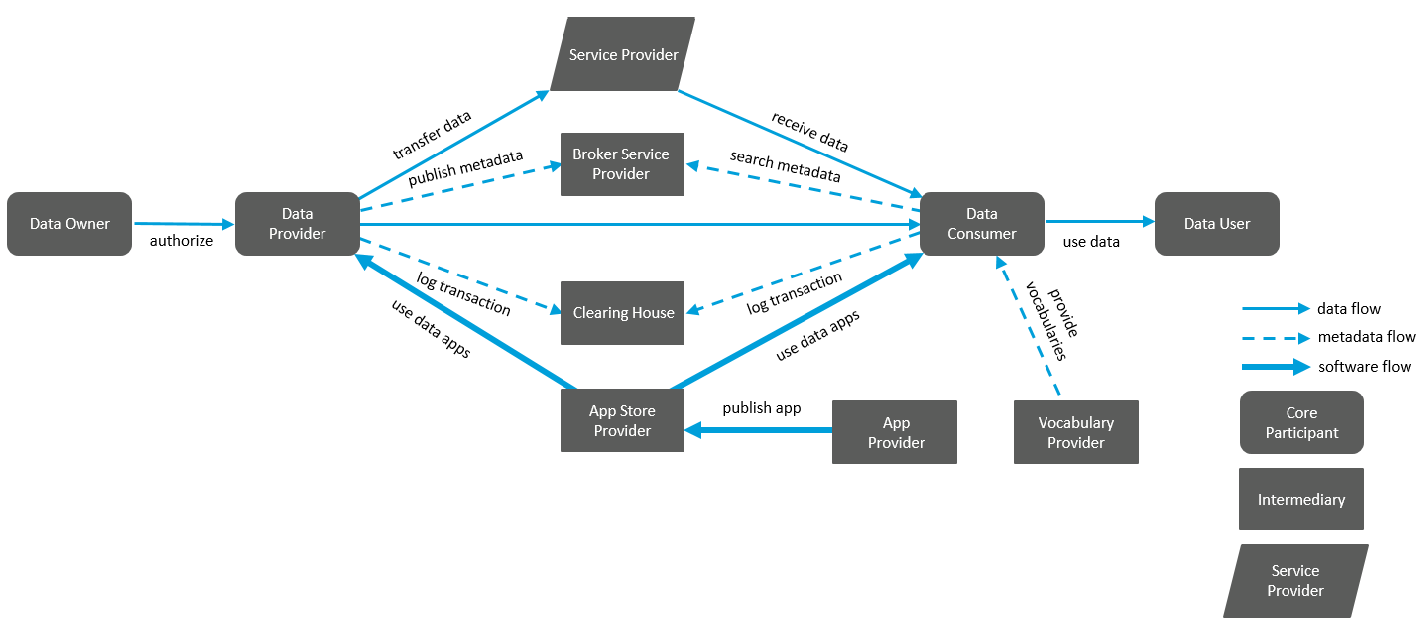 Service Provider
transfer data
receive data
publish metadata
Broker Service
Provider
search metadata
Data Owner
authorize
Data
Provider
Data
Consumer
use data
Data User
log transaction
Clearing House
log transaction
use data apps
use data apps
provide
vocabularies
App Store
Provider
publish app
App
Provider
Vocabulary
Provider
data flow
metadata flow
software flow
Core
Participant
Intermediary
Service
Provider